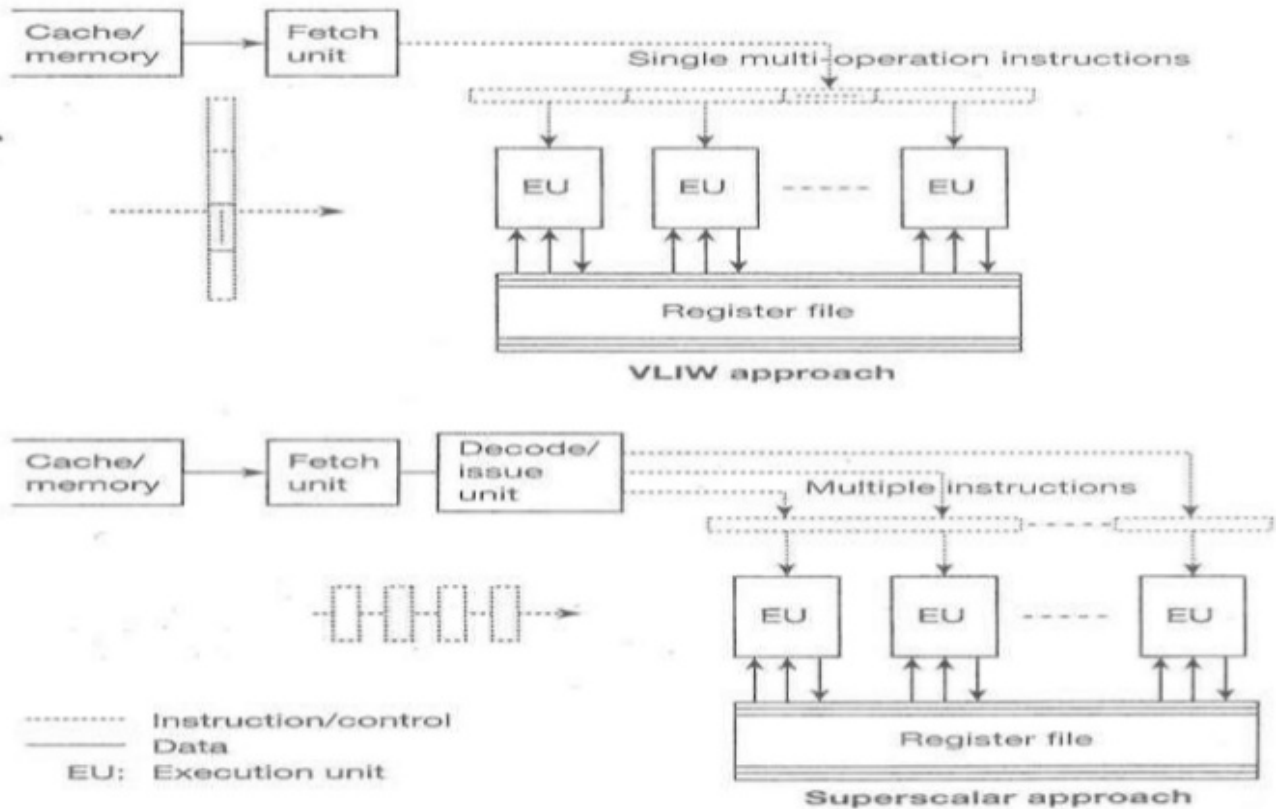 Cache/
memory
Fetch
unit
Single multi-operation instructions
EU
EU
EU
Register file
VLIW approach
Cache/
memory
Fetch
unit
Decode/
issue
unit
Multiple instructions
EU
EU
EU
Register file
Instruction/control
Data
EU: Execution unit
Superscalar approach